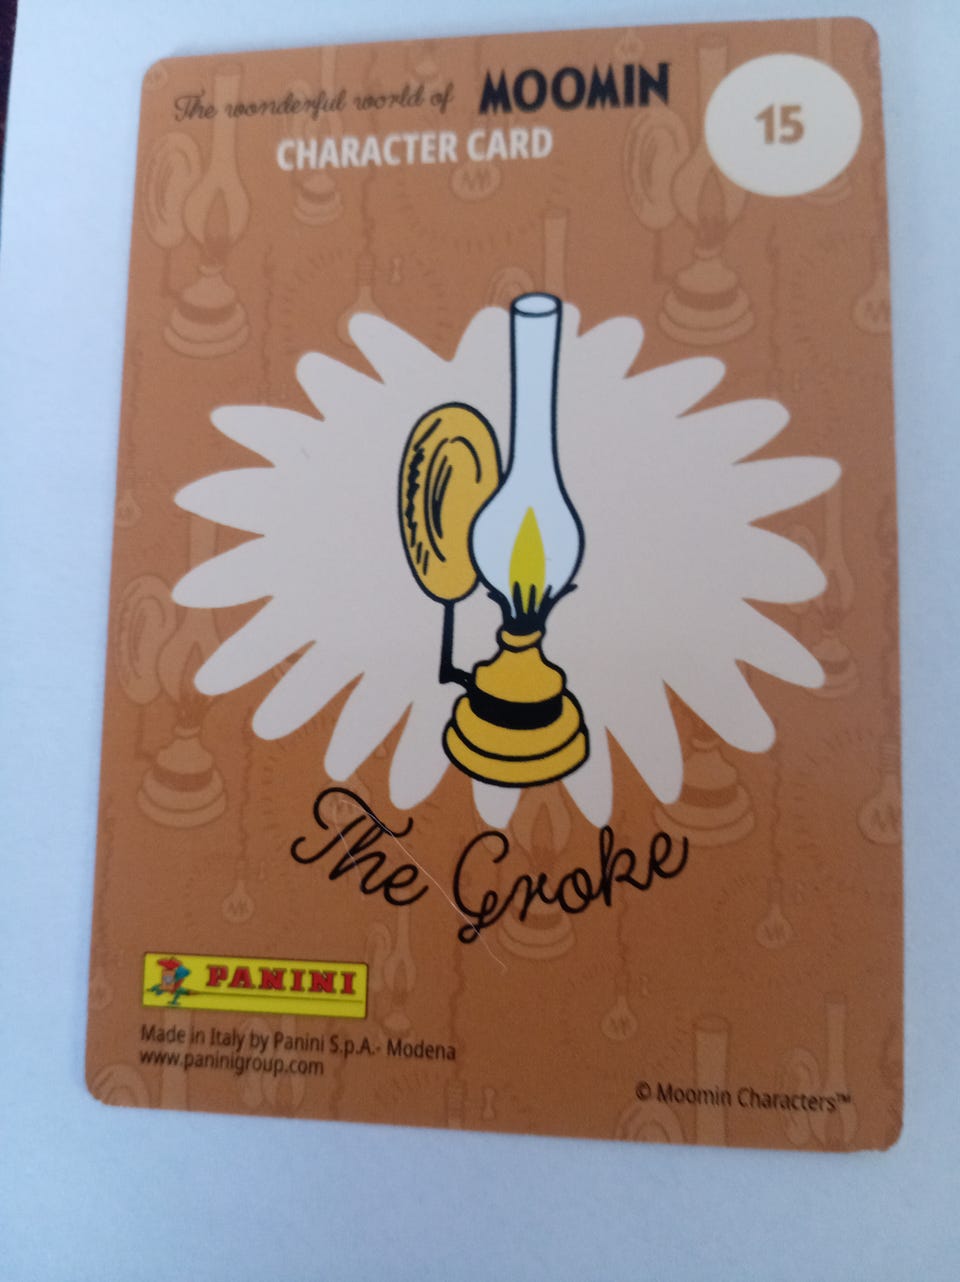 The wonderful world of MOOMIN
CHARACTER CARD
15
The Groke
PANINI
Made in Italy by Panini S.p.A.- Modena
www.paninigroup.com
© Moomin Characters™